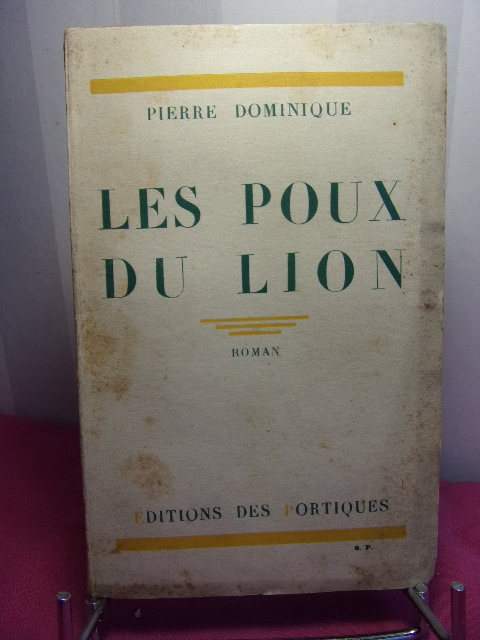 PIERRE DOMINIQUE
LES POUX
DU LION
ROMAN
EDITIONS DES PORTIQUES
S. P.